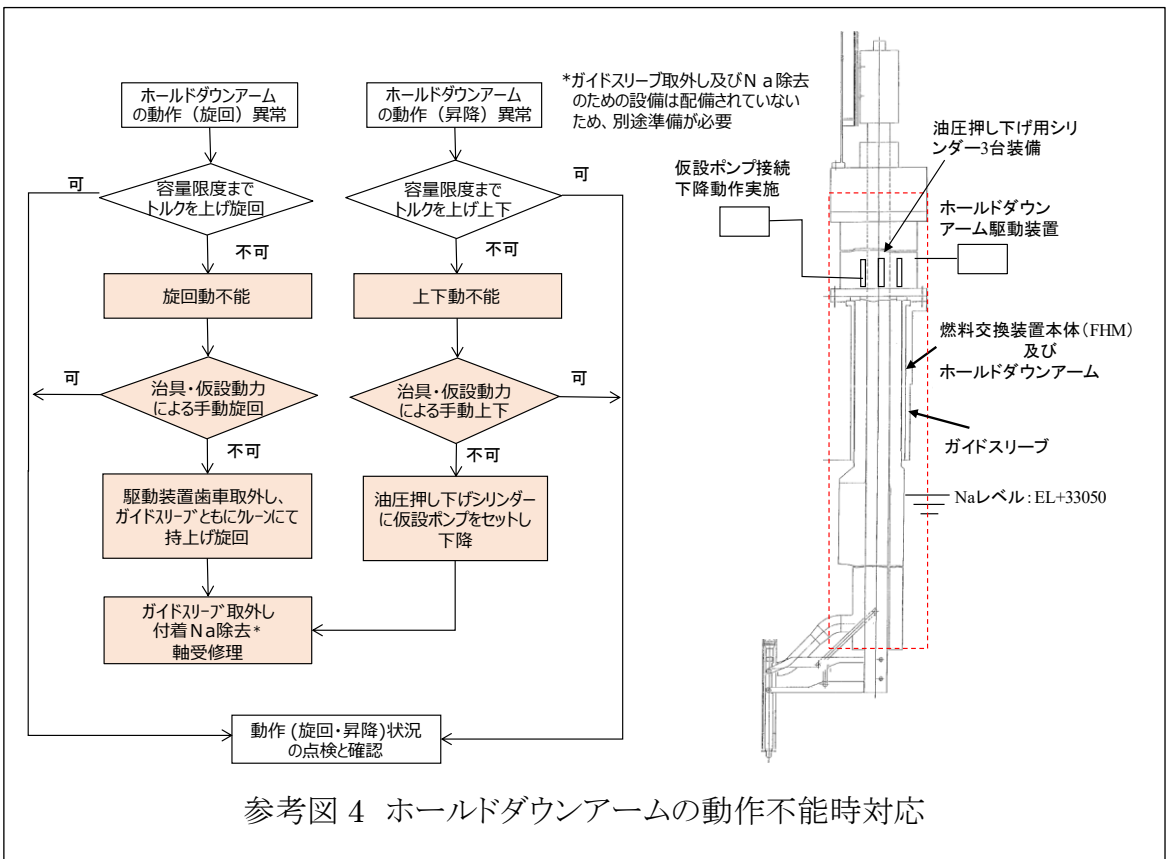 ホールドダウンアーム
の動作（旋回）異常
ホールドダウンアーム
の動作（昇降）異常
*ガイドスリーブ取外し及びＮａ除去
のための設備は配備されていない
ため、別途準備が必要
可
容量限度まで
トルクを上げ旋回
容量限度まで
トルクを上げ上下
可
不可
不可
旋回動不能
上下動不能
可
治具・仮設動力
による手動旋回
治具・仮設動力
による手動上下
可
不可
不可
駆動装置歯車取外し、
ガイドスリーブともにクレーンにて
持上げ旋回
油圧押し下げシリンダー
に仮設ポンプをセットし
下降
ガイドスリーブ取外し
付着Ｎａ除去*
軸受修理
動作(旋回・昇降)状況
の点検と確認
油圧押し下げ用シリ
ンダー3台装備
仮設ポンプ接続
下降動作実施
ホールドダウン
アーム駆動装置
燃料交換装置本体(FHM)
及び
ホールドダウンアーム
ガイドスリーブ
Naレベル：EL+33050
参考図 4 ホールドダウンアームの動作不能時対応